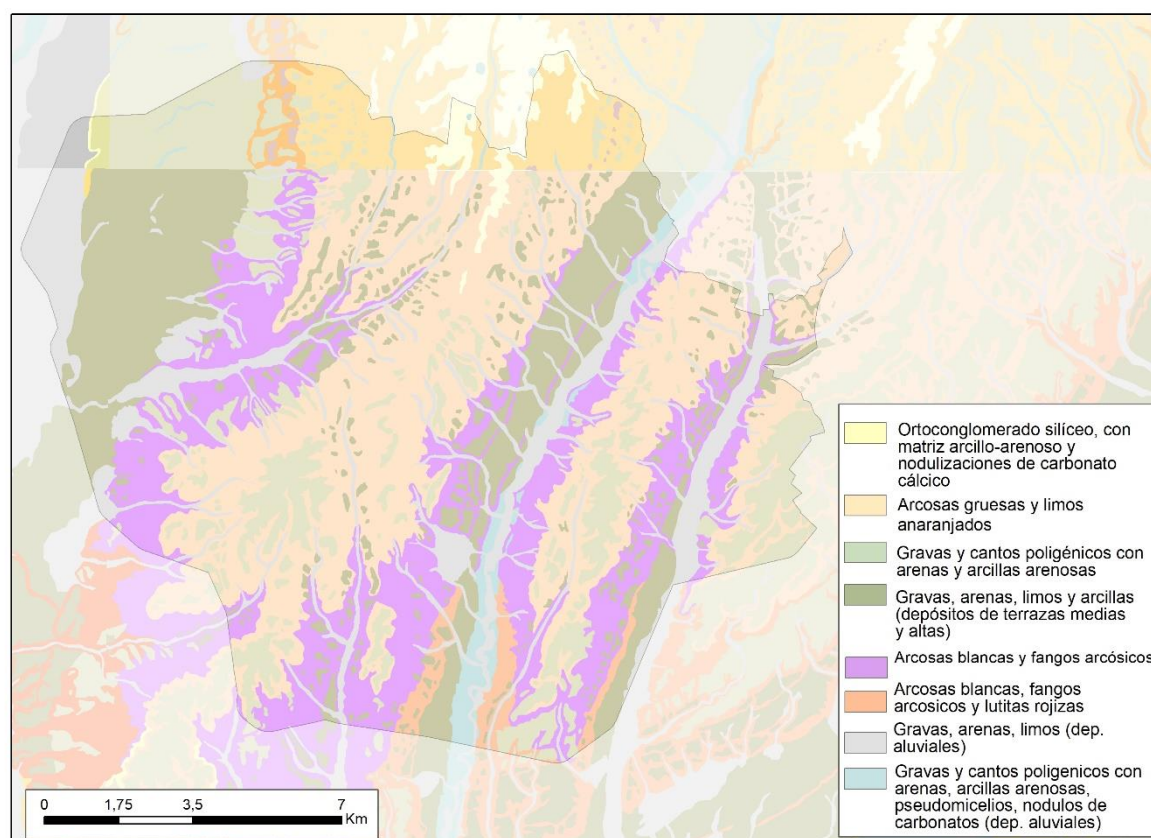 Ortoconglomerado silíceo, con
matriz arcillo-arenoso y
nodulizaciones de carbonato
cálcico
Arcosas gruesas y limos
anaranjados
Gravas y cantos poligénicos con
arenas y arcillas arenosas
Gravas, arenas, limos y arcillas
(depósitos de terrazas medias
y altas)
Arcosas blancas y fangos arcósicos
Arcosas blancas, fangos
arcosicos y lutitas rojizas
Gravas, arenas, limos (dep.
aluviales)
Gravas y cantos poligenicos con
arenas, arcillas arenosas,
pseudomicelios, nodulos de
carbonatos (dep. aluviales)
0 1,75 3,5 7
Km